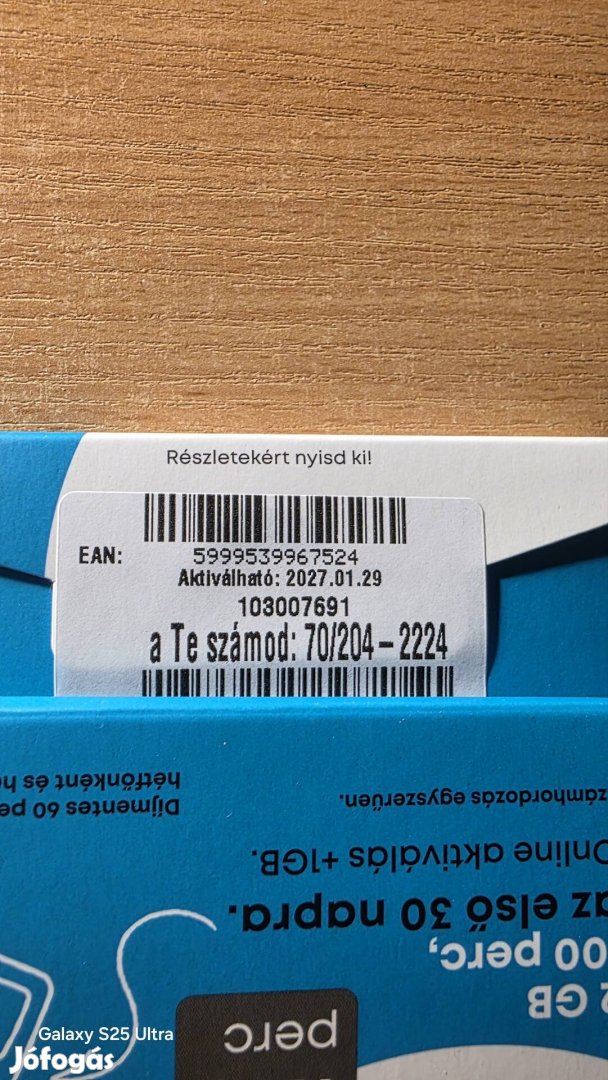 Részletekért nyisd ki!
EAN:
5999539967524
Aktiválható: 2027.01.29
103007691
a Te számod: 70/204-2224
Díjmentes 60 pe
hétfőnként és h
zámhordozás egyszerűen.
Online aktiválás +1GB.
az első 30 napra.
00 perc,
2 GB
perc
Galaxy S25 Ultra
Jófogás